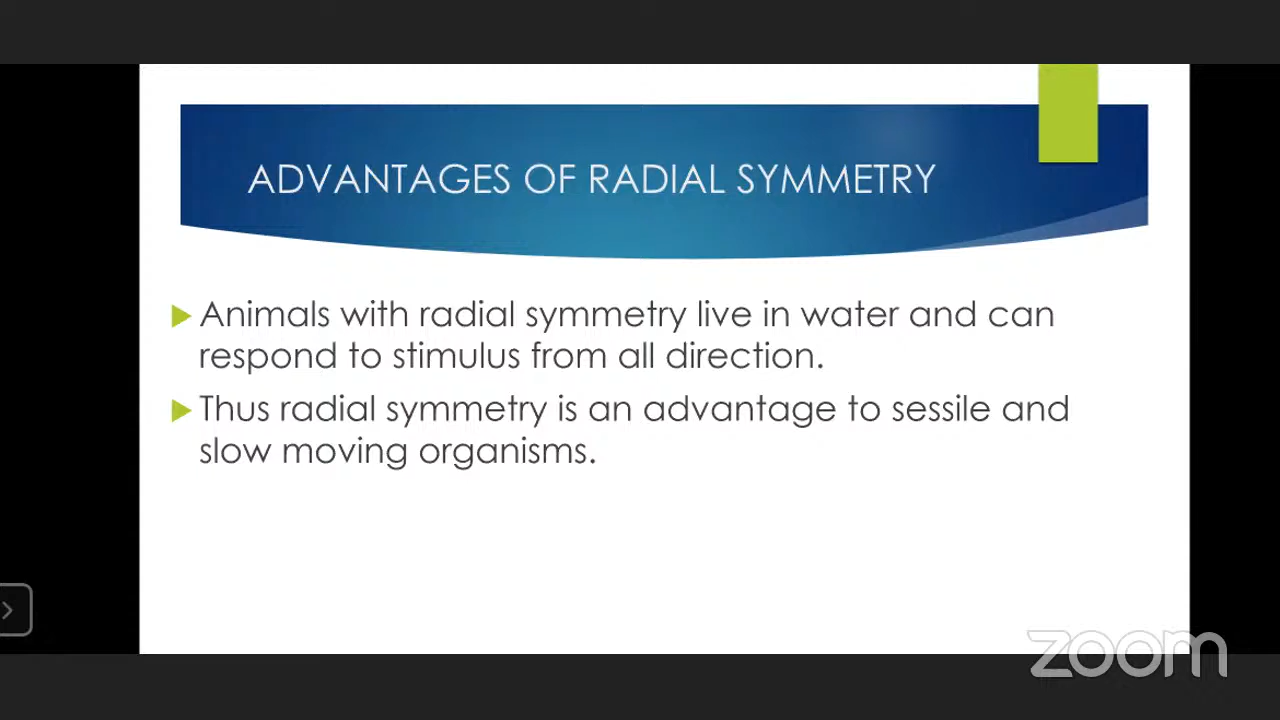 ADVANTAGES OF RADIAL SYMMETRY
Animals with radial symmetry live in water and can
respond to stimulus from all direction.
Thus radial symmetry is an advantage to sessile and
slow moving organisms.
zoom